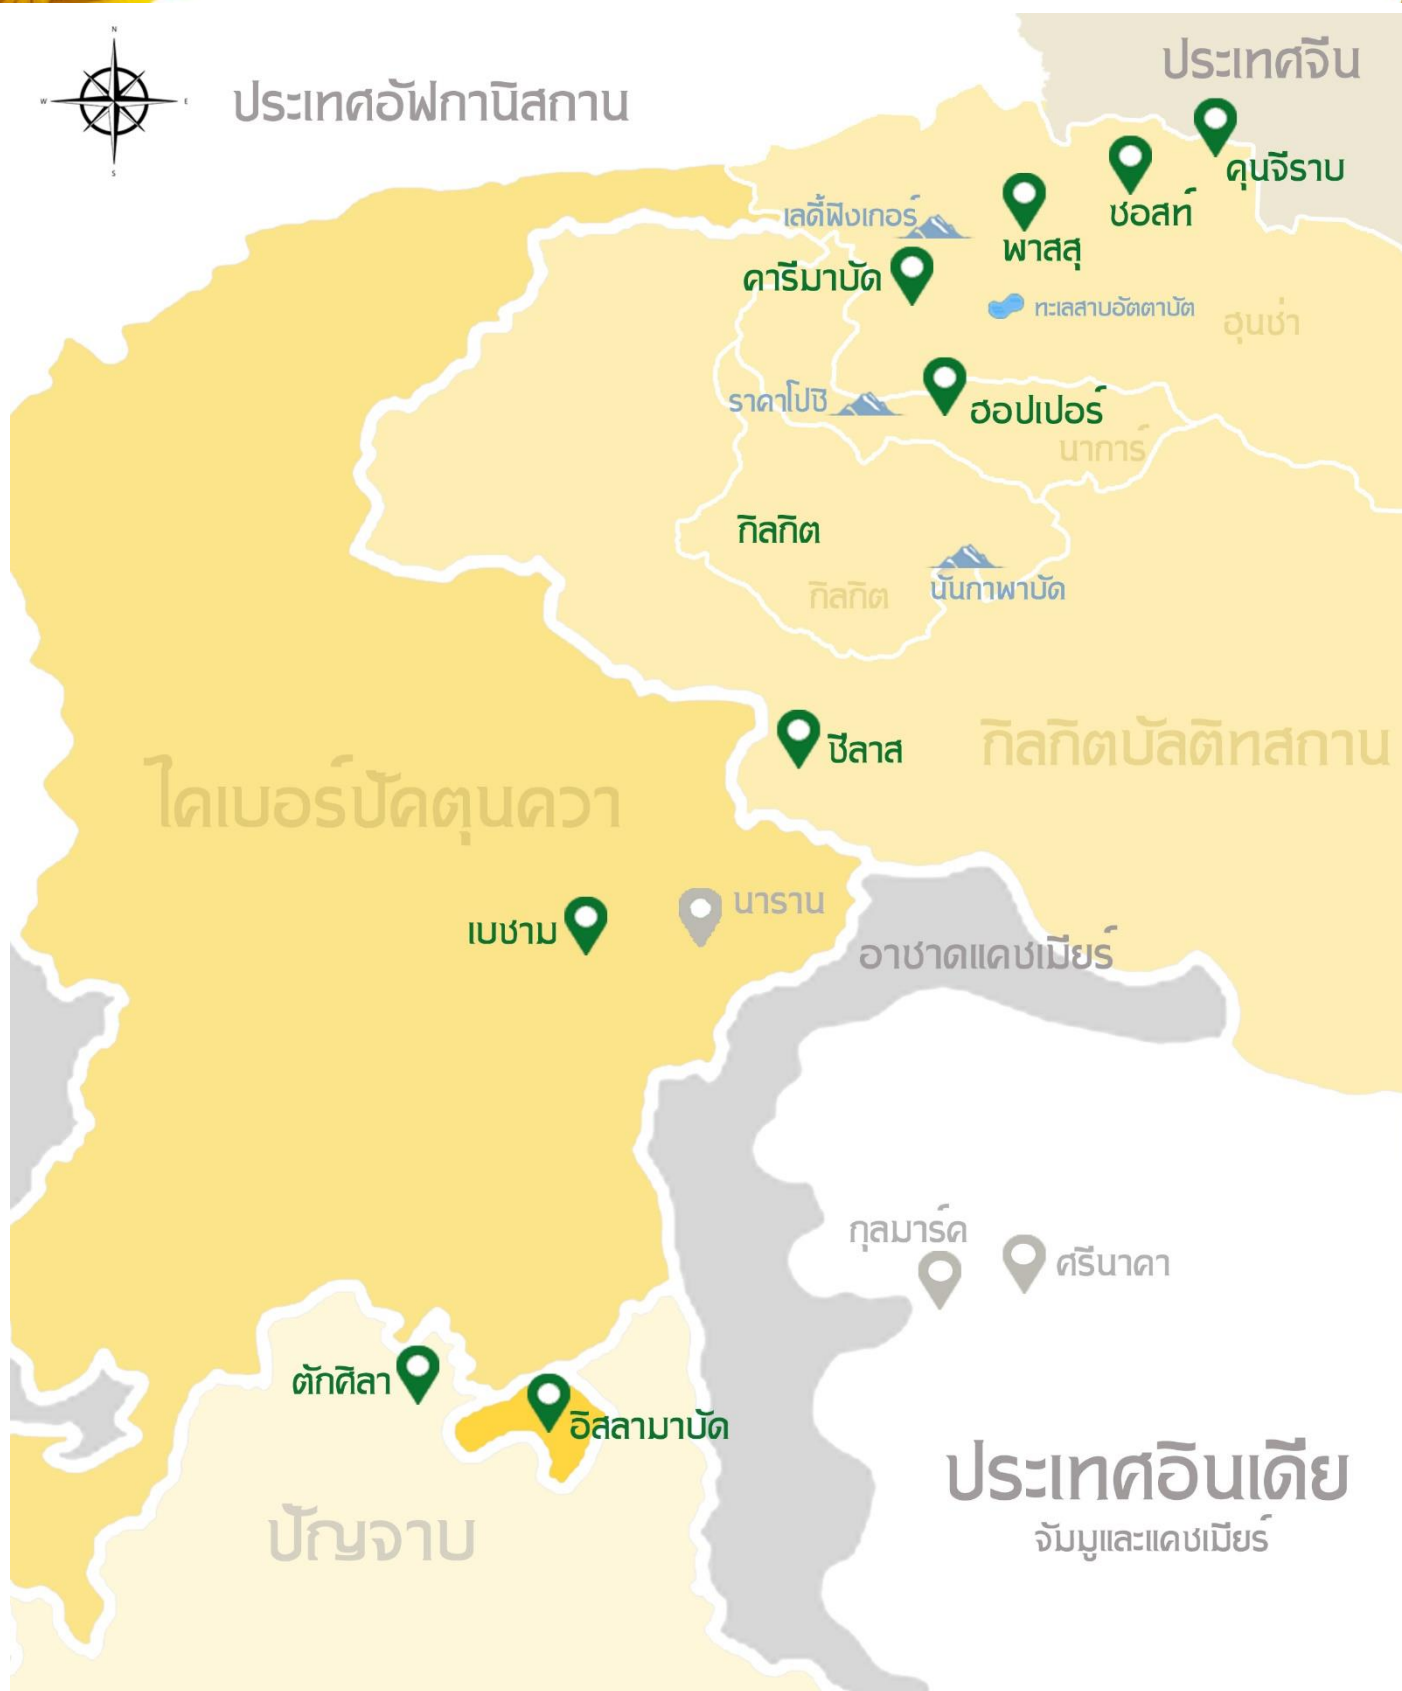 N
W
E
S
ประเทศอัฟกานิสถาน
ประเทศจีน
คุนจีราบ
ซอสท์
พาสสุ
เลดี้ฟิงเกอร์
คารีมาบัด
ทะเลสาบอัตตาบัต
ฮุนซ่า
ราคาโปชิ
ฮอปเปอร์
นาการ์
กิลกิต
นันกาพาบัด
กิลกิต
ชีลาส
กิลกิตบัลติทสถาน
ไคเบอร์ปัคตุนควา
นาราน
เบชาม
อาซาดแคชเมียร์
กุลมาร์ค
ศรีนาคา
ตักศิลา
อิสลามาบัด
ประเทศอินเดีย
จัมมูและแคชเมียร์
ปัญจาบ